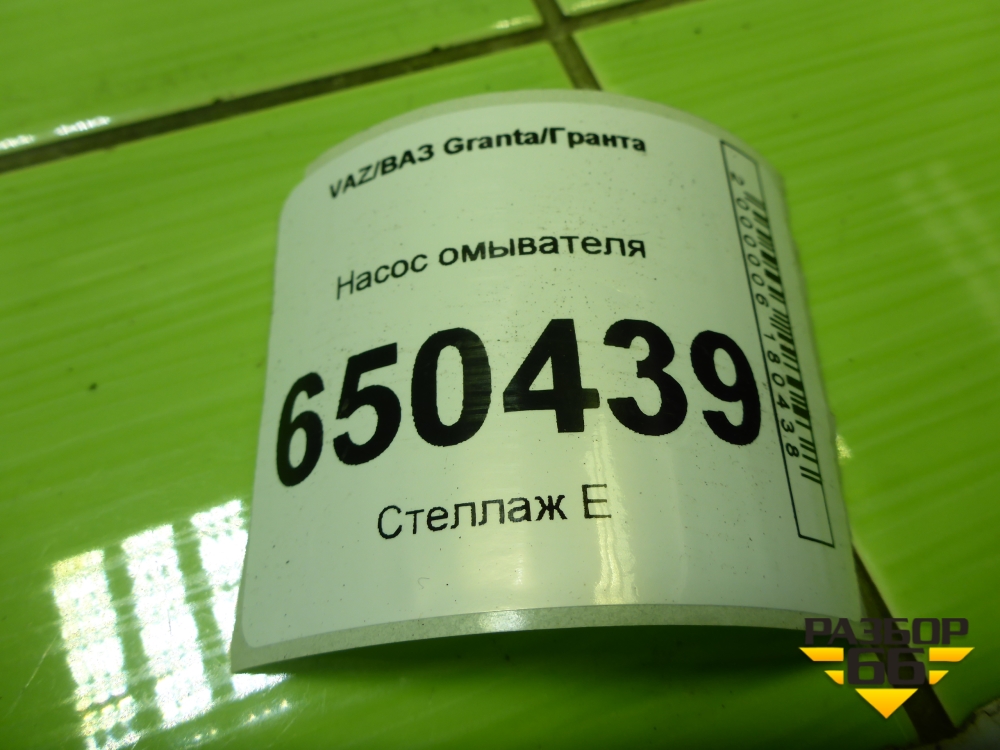 VAZ/ВАЗ Granta/Гранта
Насос омывателя
650439
Стеллаж Е
2000006180438
РАЗБОР
66